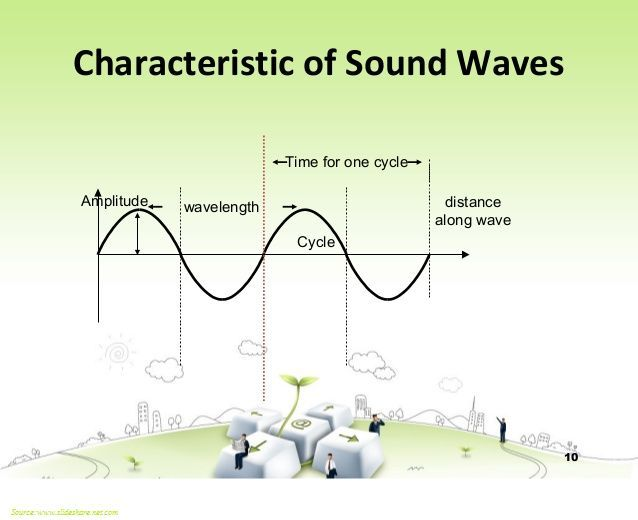 Characteristic of Sound Waves
Time for one cycle
Amplitude
wavelength
distance
along wave
Cycle
@
10
Source: www.slideshare.nes.com